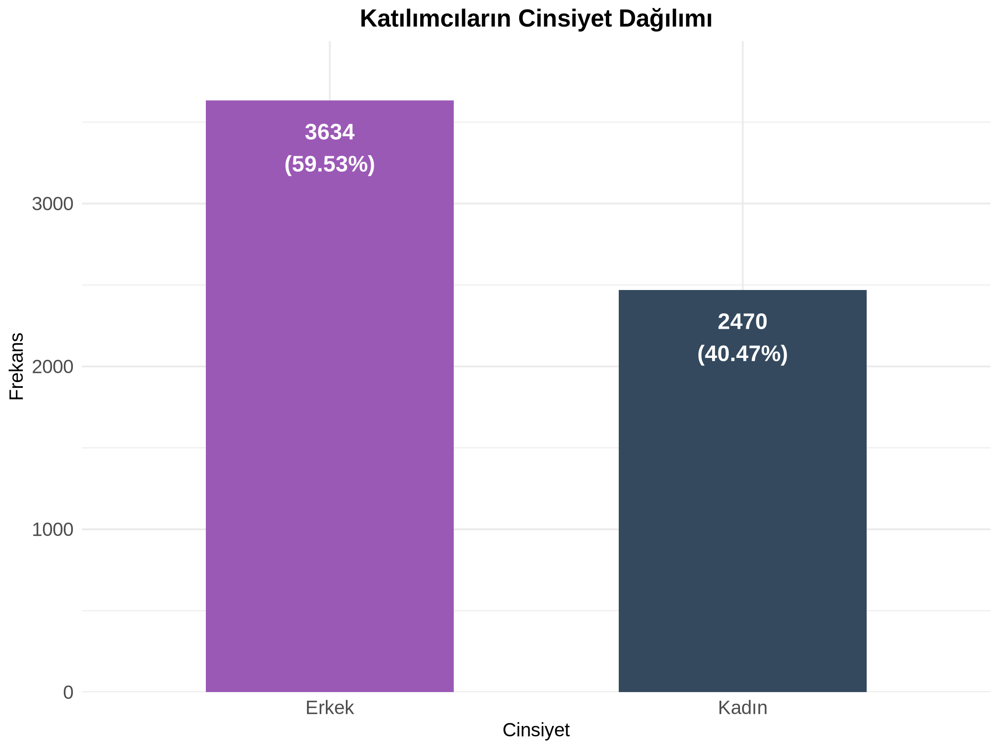 Katılımcıların Cinsiyet Dağılımı
3634
(59.53%)
3000
2470
(40.47%)
2000
Frekans
1000
0
Erkek
Kadın
Cinsiyet